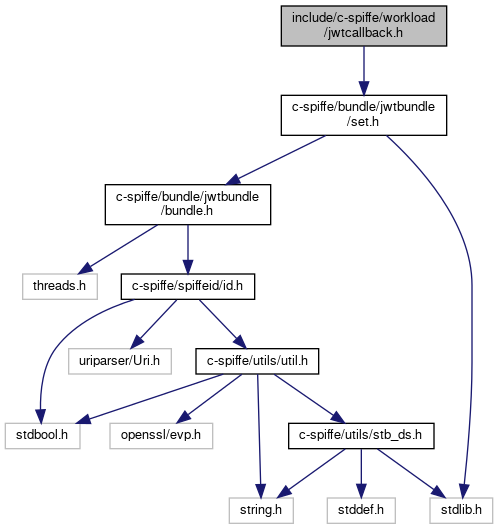 include/c-spiffe/workload
/jwtcallback.h
c-spiffe/bundle/jwtbundle
/set.h
c-spiffe/bundle/jwtbundle
/bundle.h
threads.h
c-spiffe/spiffeid/id.h
uriparser/Uri.h
c-spiffe/utils/util.h
stdbool.h
openssl/evp.h
c-spiffe/utils/stb_ds.h
string.h
stddef.h
stdlib.h